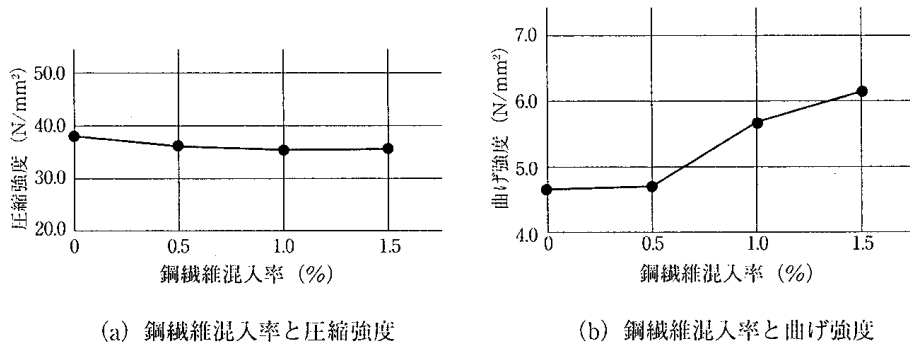 圧縮強度 (N/mm²)
50.0
40.0
30.0
20.0
0 0.5 1.0 1.5
鋼繊維混入率 (%)
(a) 鋼繊維混入率と圧縮強度
曲げ強度 (N/mm²)
7.0
6.0
5.0
4.0
0 0.5 1.0 1.5
鋼繊維混入率 (%)
(b) 鋼繊維混入率と曲げ強度